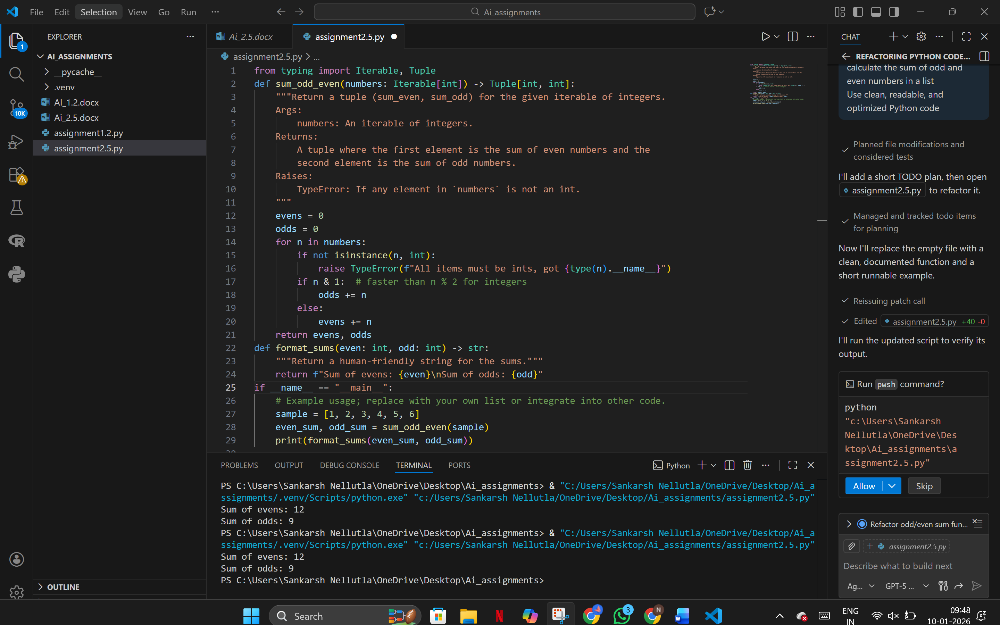 File Edit Selection View Go Run ... Ai_assignments
EXPLORER ...
AI_ASSIGNMENTS
__pycache__
.venv
AI_1.2.docx
Ai_2.5.docx
assignment1.2.py
assignment2.5.py
OUTLINE
1
10K
Ai_2.5.docx assignment2.5.py
assignment2.5.py > ...
1 from typing import Iterable, Tuple
2 def sum_odd_even(numbers: Iterable[int]) -> Tuple[int, int]:
3 """Return a tuple (sum_even, sum_odd) for the given iterable of integers.
4 Args:
5 numbers: An iterable of integers.
6 Returns:
7 A tuple where the first element is the sum of even numbers and the
8 second element is the sum of odd numbers.
9 Raises:
10 TypeError: If any element in `numbers` is not an int.
11 """
12 evens = 0
13 odds = 0
14 for n in numbers:
15 if not isinstance(n, int):
16 raise TypeError(f"All items must be ints, got {type(n).__name__}")
17 if n & 1:  # faster than n % 2 for integers
18 odds += n
19 else:
20 evens += n
21 return evens, odds
22 def format_sums(even: int, odd: int) -> str:
23 """Return a human-friendly string for the sums."""
24 return f"Sum of evens: {even}\nSum of odds: {odd}"
25 if __name__ == "__main__":
26 # Example usage; replace with your own list or integrate into other code.
27 sample = [1, 2, 3, 4, 5, 6]
28 even_sum, odd_sum = sum_odd_even(sample)
29 print(format_sums(even_sum, odd_sum))
PROBLEMS OUTPUT DEBUG CONSOLE TERMINAL PORTS Python
PS C:\Users\Sankarsh Nellutla\OneDrive\Desktop\Ai_assignments> & "C:/Users/Sankarsh Nellutla/OneDrive/Desktop/Ai_a
ssignments/.venv/Scripts/python.exe" "c:/Users/Sankarsh Nellutla/OneDrive/Desktop/Ai_assignments/assignment2.5.py"
Sum of evens: 12
Sum of odds: 9
PS C:\Users\Sankarsh Nellutla\OneDrive\Desktop\Ai_assignments> & "C:/Users/Sankarsh Nellutla/OneDrive/Desktop/Ai_a
ssignments/.venv/Scripts/python.exe" "c:/Users/Sankarsh Nellutla/OneDrive/Desktop/Ai_assignments/assignment2.5.py"
Sum of evens: 12
Sum of odds: 9
PS C:\Users\Sankarsh Nellutla\OneDrive\Desktop\Ai_assignments>
CHAT
REFACTORING PYTHON CODE...
calculate the sum of odd and
even numbers in a list
Use clean, readable, and
optimized Python code
Planned file modifications and
considered tests
I'll add a short TODO plan, then open
assignment2.5.py to refactor it.
Managed and tracked todo items
for planning
Now I'll replace the empty file with a
clean, documented function and a
short runnable example.
Reissuing patch call
Edited assignment2.5.py +40 -0
I'll run the updated script to verify its
output.
Run pwsh command?
python
"c:\Users\Sankarsh
Nellutla\OneDrive\Des
ktop\Ai_assignments\a
ssignment2.5.py"
Allow Skip
Refactor odd/even sum fun...
assignment2.5.py
Describe what to build next
Ag... GPT-5 ...
Search
3
N
ENG
IN
09:48
10-01-2026